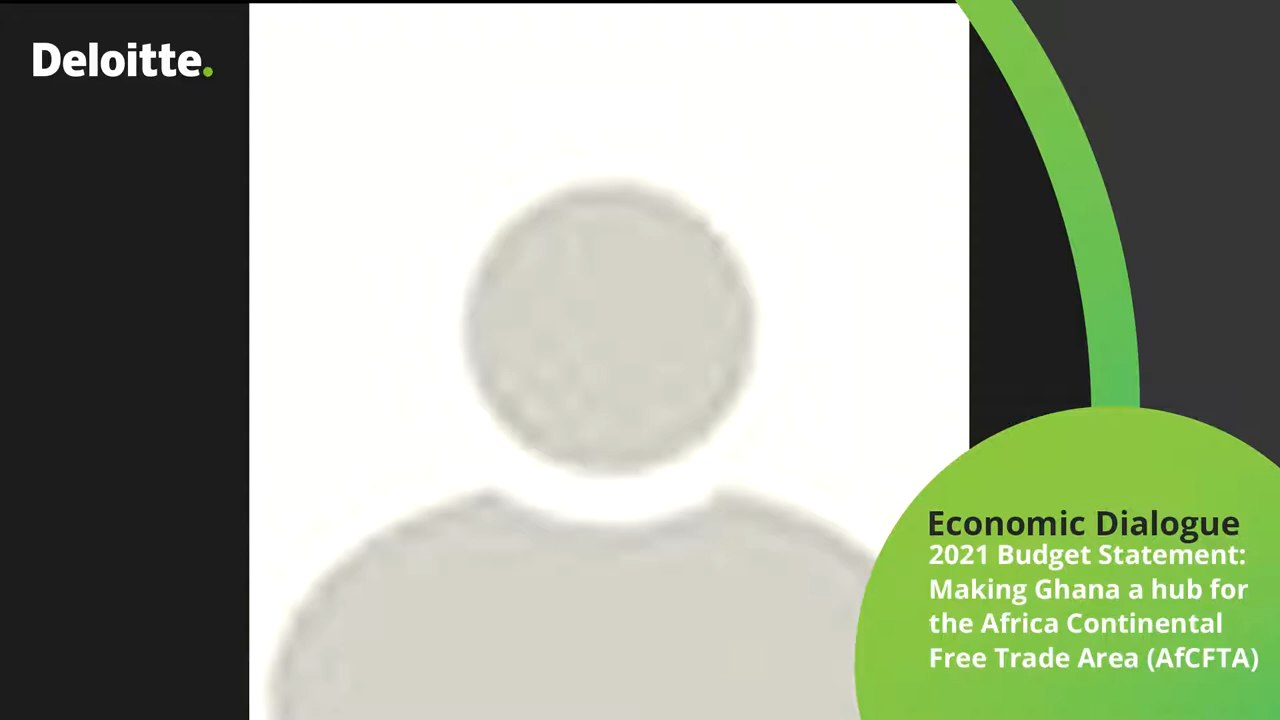 Deloitte.
Economic Dialogue
2021 Budget Statement:
Making Ghana a hub for
the Africa Continental
Free Trade Area (AfCFTA)